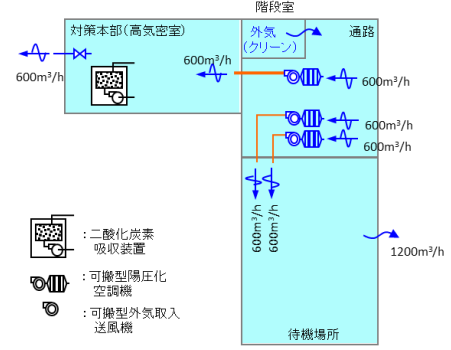 階段室
対策本部(高気密室)
外気
(クリーン)
通路
600m³/h
600m³/h
600m³/h
600m³/h
600m³/h
600m³/h
600m³/h
1200m³/h
:二酸化炭素
吸収装置
:可搬型陽圧化
空調機
:可搬型外気取入
送風機
待機場所